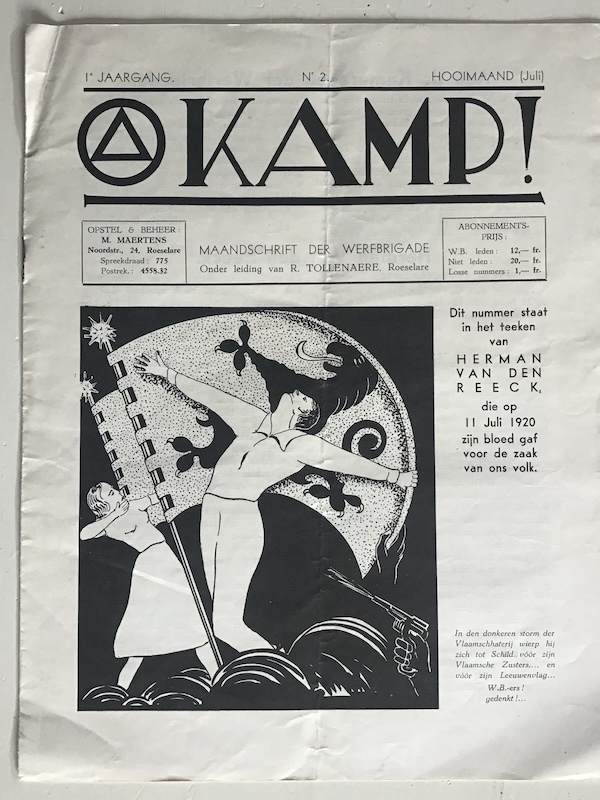 1e JAARGANG. Nr 2. HOOIMAAND (Juli)
KAMP!
OPSTEL & BEHEER:
M. MAERTENS
Noordstr., 24, Roeselare
Spreekdraad: 775
Postrek.: 4558.32
MAANDSCHRIFT DER WERFBRIGADE
Onder leiding van R. TOLLENAERE, Roeselare
ABONNEMENTS-
PRIJS:
W.B. leden: 12,— fr.
Niet leden: 20,— fr.
Losse nummers: 1,— fr.
Dit nummer staat
in het teeken
van
HERMAN
VAN DEN
REECK,
die op
11 Juli 1920
zijn bloed gaf
voor de zaak
van ons volk.
In den donkeren storm der
Vlaamschhaterij wierp hij
zich tot Schild vóór zijn
Vlaamsche Zusters.... en
vóór zijn Leeuwenvlag...
W.B.-ers!
gedenkt!...